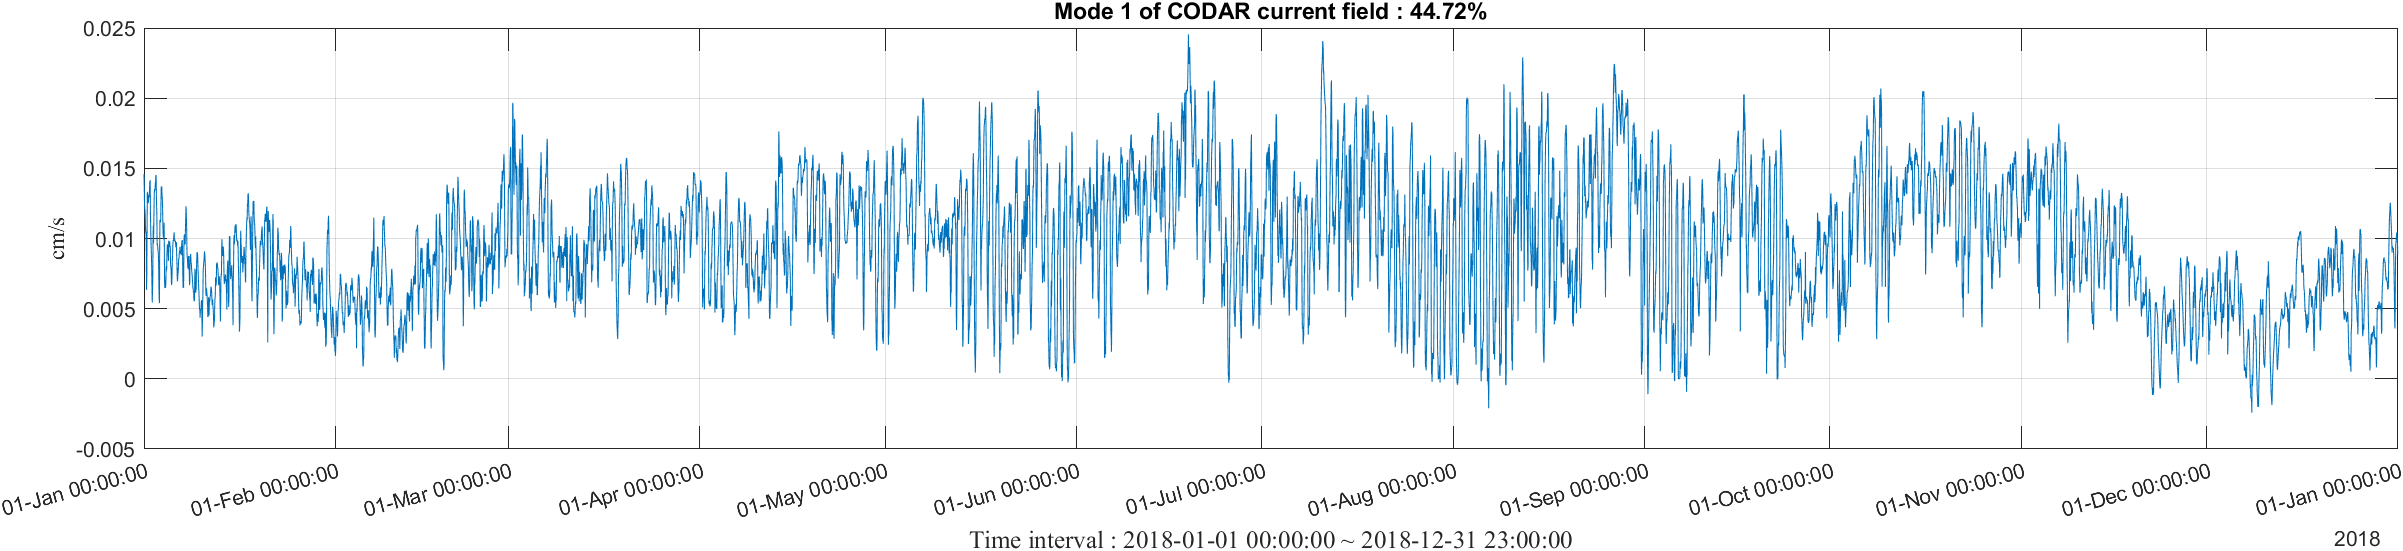 Mode 1 of CODAR current field : 44.72%
0.025
0.02
0.015
0.01
0.005
0
-0.005
cm/s
01-Jan 00:00:00
01-Feb 00:00:00
01-Mar 00:00:00
01-Apr 00:00:00
01-May 00:00:00
01-Jun 00:00:00
01-Jul 00:00:00
01-Aug 00:00:00
01-Sep 00:00:00
01-Oct 00:00:00
01-Nov 00:00:00
01-Dec 00:00:00
01-Jan 00:00:00
2018
Time interval : 2018-01-01 00:00:00 ~ 2018-12-31 23:00:00